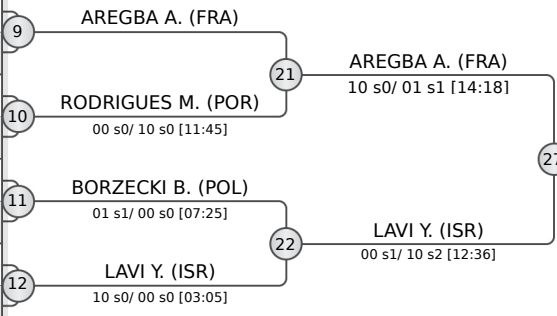 AREGBA A. (FRA)
9
AREGBA A. (FRA)
21
10 s0/ 01 s1 [14:18]
RODRIGUES M. (POR)
10
00 s0/ 10 s0 [11:45]
27
BORZECKI B. (POL)
11
01 s1/ 00 s0 [07:25]
LAVI Y. (ISR)
22
00 s1/ 10 s2 [12:36]
LAVI Y. (ISR)
12
10 s0/ 00 s0 [03:05]